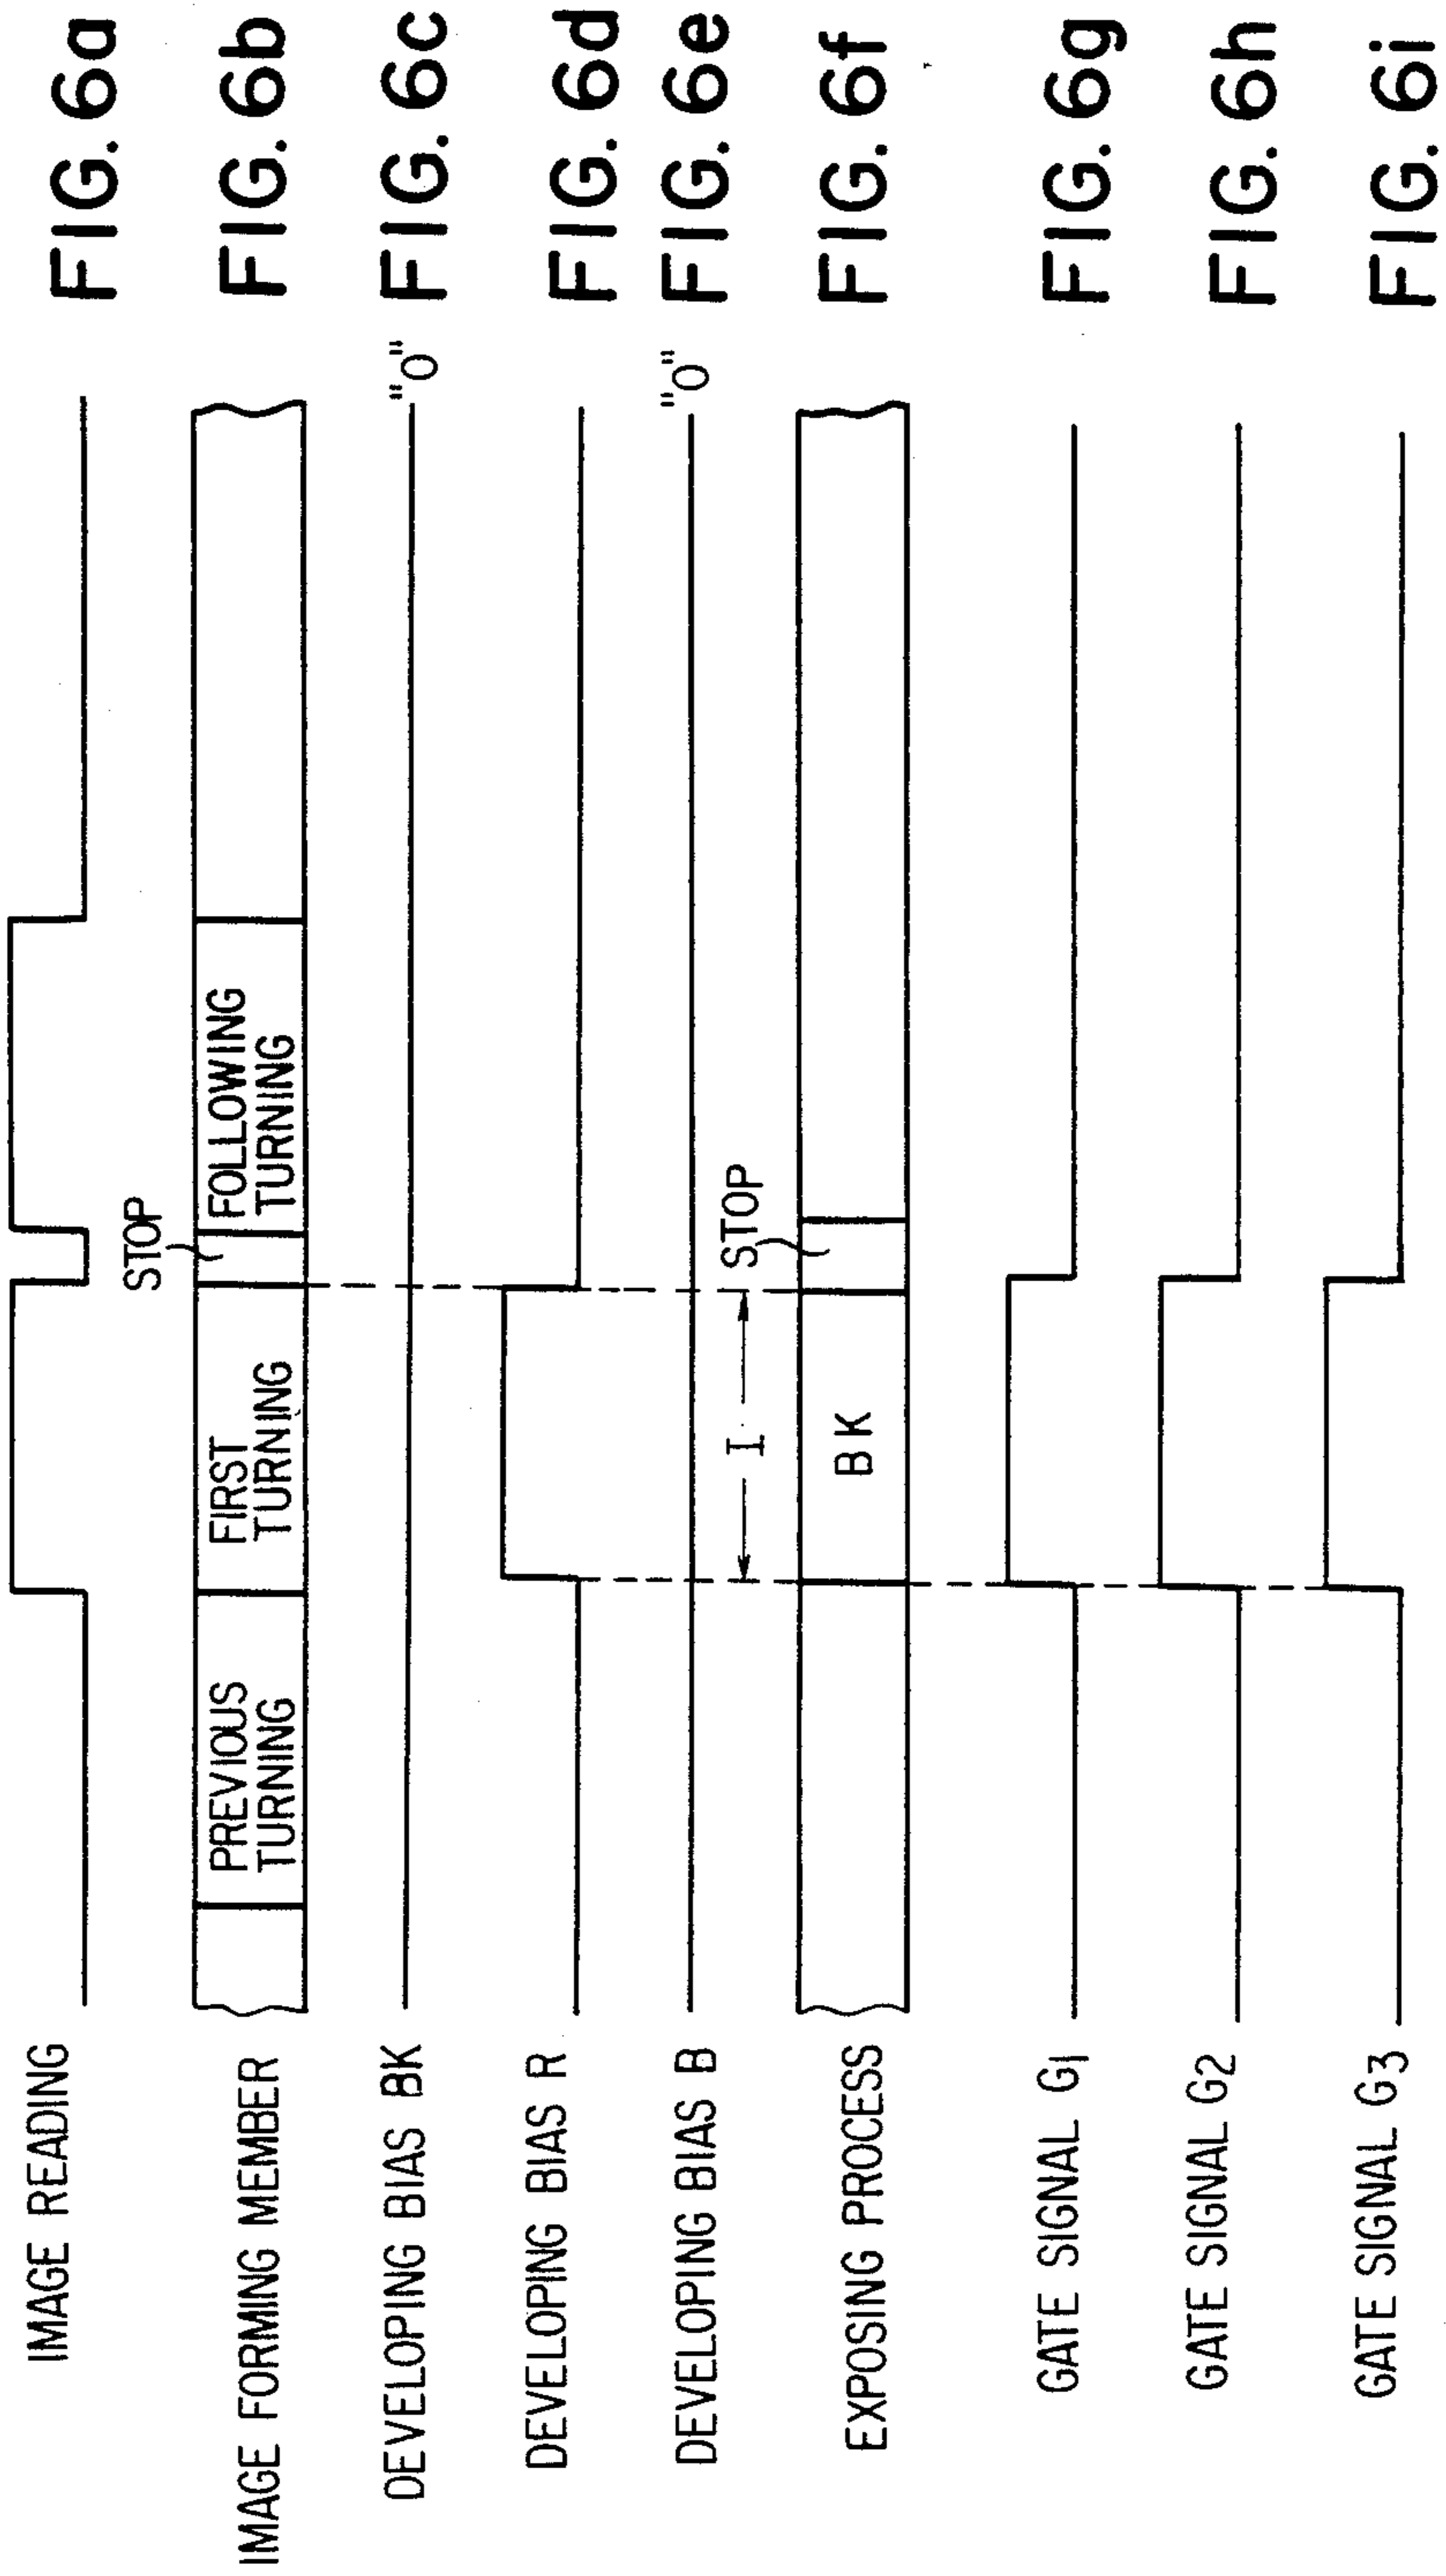 IMAGE READING
FIG. 6a
IMAGE FORMING MEMBER
PREVIOUS
TURNING
FIRST
TURNING
STOP
FOLLOWING
TURNING
FIG. 6b
DEVELOPING BIAS BK
"0"
FIG. 6c
DEVELOPING BIAS R
FIG. 6d
DEVELOPING BIAS B
"0"
FIG. 6e
I
EXPOSING PROCESS
BK
STOP
FIG. 6f
GATE SIGNAL G1
FIG. 6g
GATE SIGNAL G2
FIG. 6h
GATE SIGNAL G3
FIG. 6i